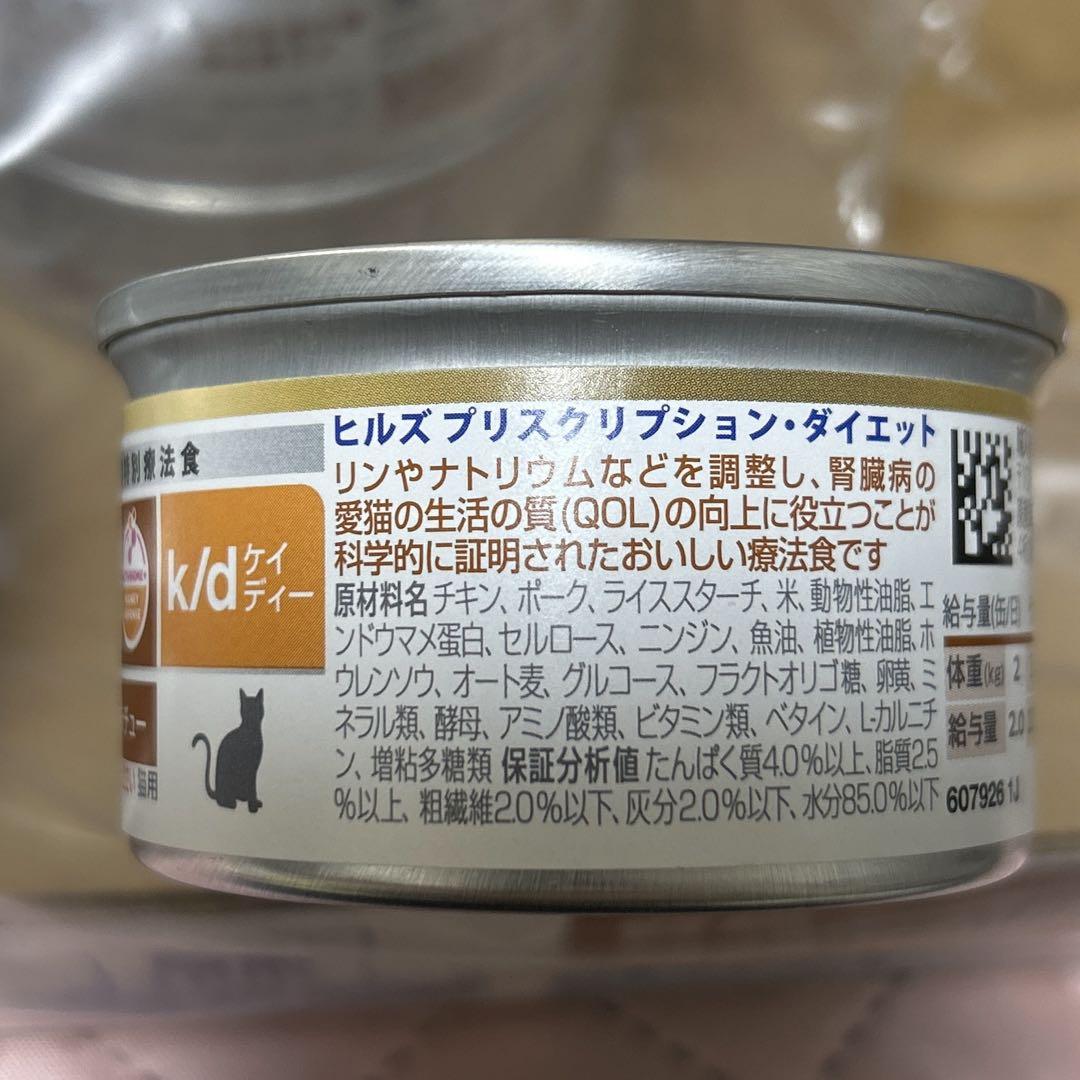 別療法食
k/d ケイ
ディー
チュー
猫用
ヒルズ プリスクリプション・ダイエット
リンやナトリウムなどを調整し、腎臓病の
愛猫の生活の質(QOL)の向上に役立つことが
科学的に証明されたおいしい療法食です
原材料名 チキン、ポーク、ライススターチ、米、動物性油脂、エ
ンドウマメ蛋白、セルロース、ニンジン、魚油、植物性油脂、ホ
ウレンソウ、オート麦、グルコース、フラクトオリゴ糖、卵黄、ミ
ネラル類、酵母、アミノ酸類、ビタミン類、ベタイン、L-カルニチ
ン、増粘多糖類 保証分析値 たんぱく質4.0%以上、脂質2.5
%以上、粗繊維2.0%以下、灰分2.0%以下、水分85.0%以下
給与量(缶/日)
体重(kg) 2
給与量 2.0
607926 1J